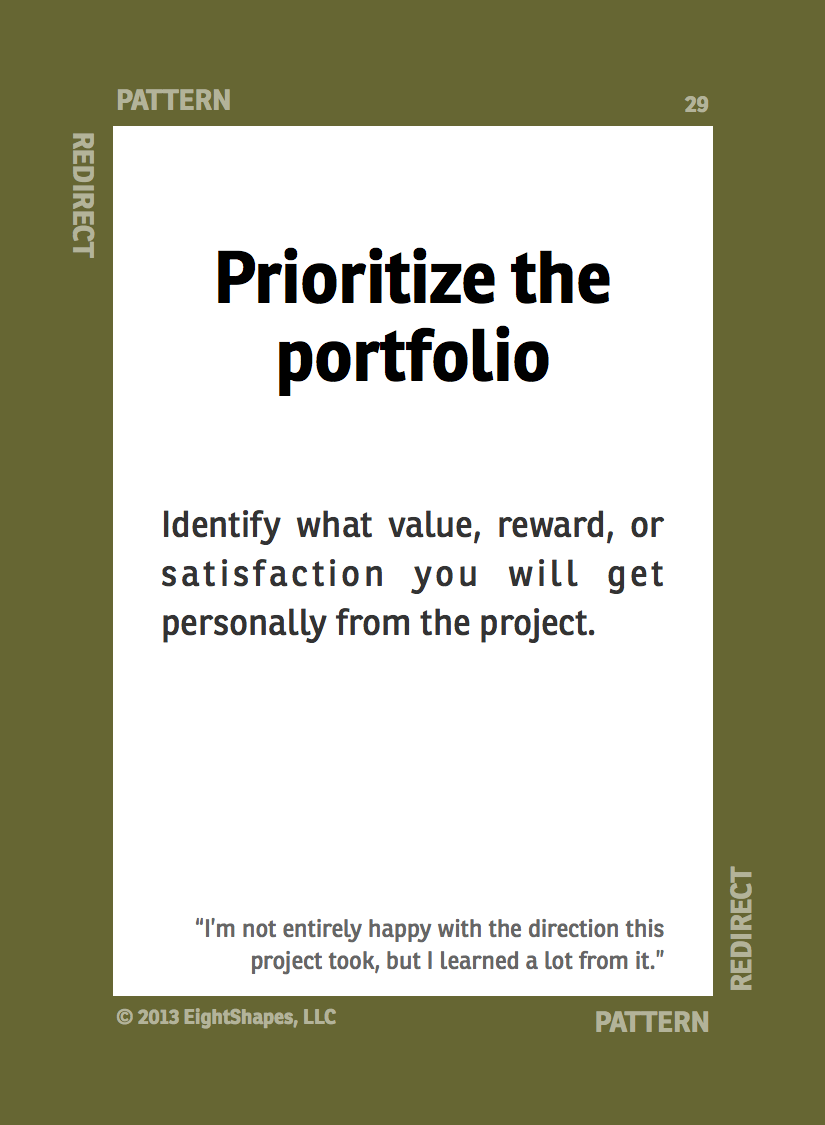 PATTERN
29
REDIRECT
Prioritize the
portfolio
Identify what value, reward, or
satisfaction you will get
personally from the project.
“I’m not entirely happy with the direction this
project took, but I learned a lot from it.”
REDIRECT
© 2013 EightShapes, LLC
PATTERN